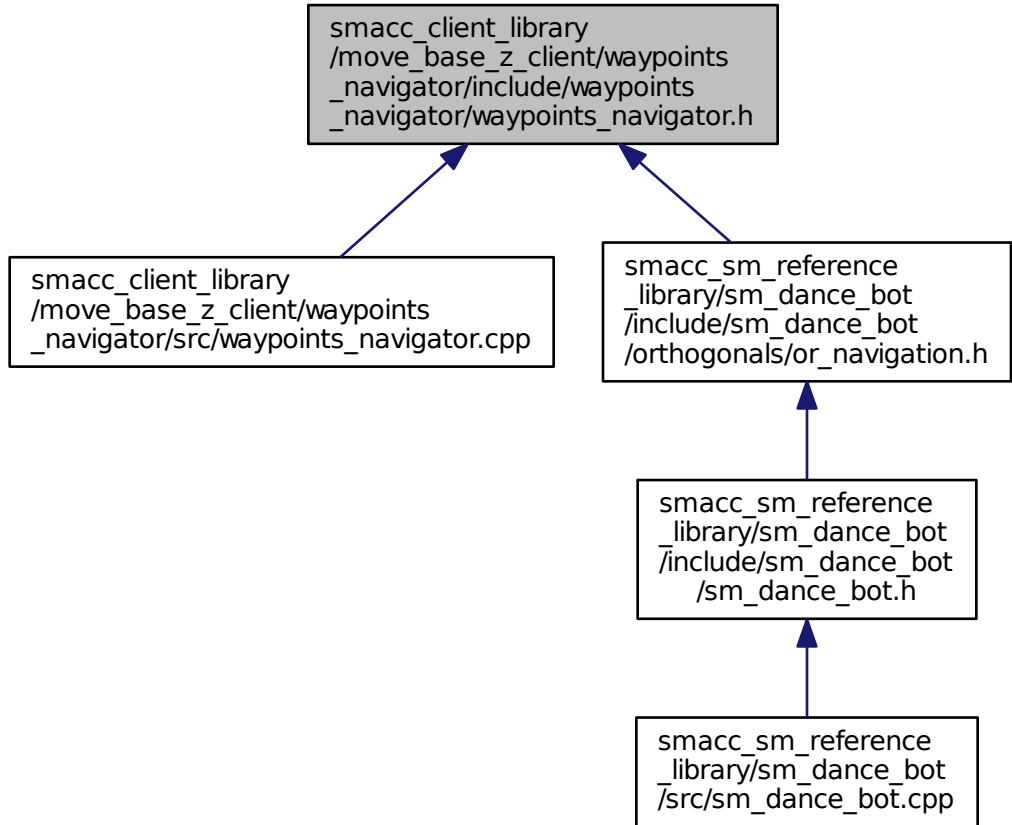 smacc_client_library
/move_base_z_client/waypoints
_navigator/include/waypoints
_navigator/waypoints_navigator.h
smacc_client_library
/move_base_z_client/waypoints
_navigator/src/waypoints_navigator.cpp
smacc_sm_reference
_library/sm_dance_bot
/include/sm_dance_bot
/orthogonals/or_navigation.h
smacc_sm_reference
_library/sm_dance_bot
/include/sm_dance_bot
/sm_dance_bot.h
smacc_sm_reference
_library/sm_dance_bot
/src/sm_dance_bot.cpp